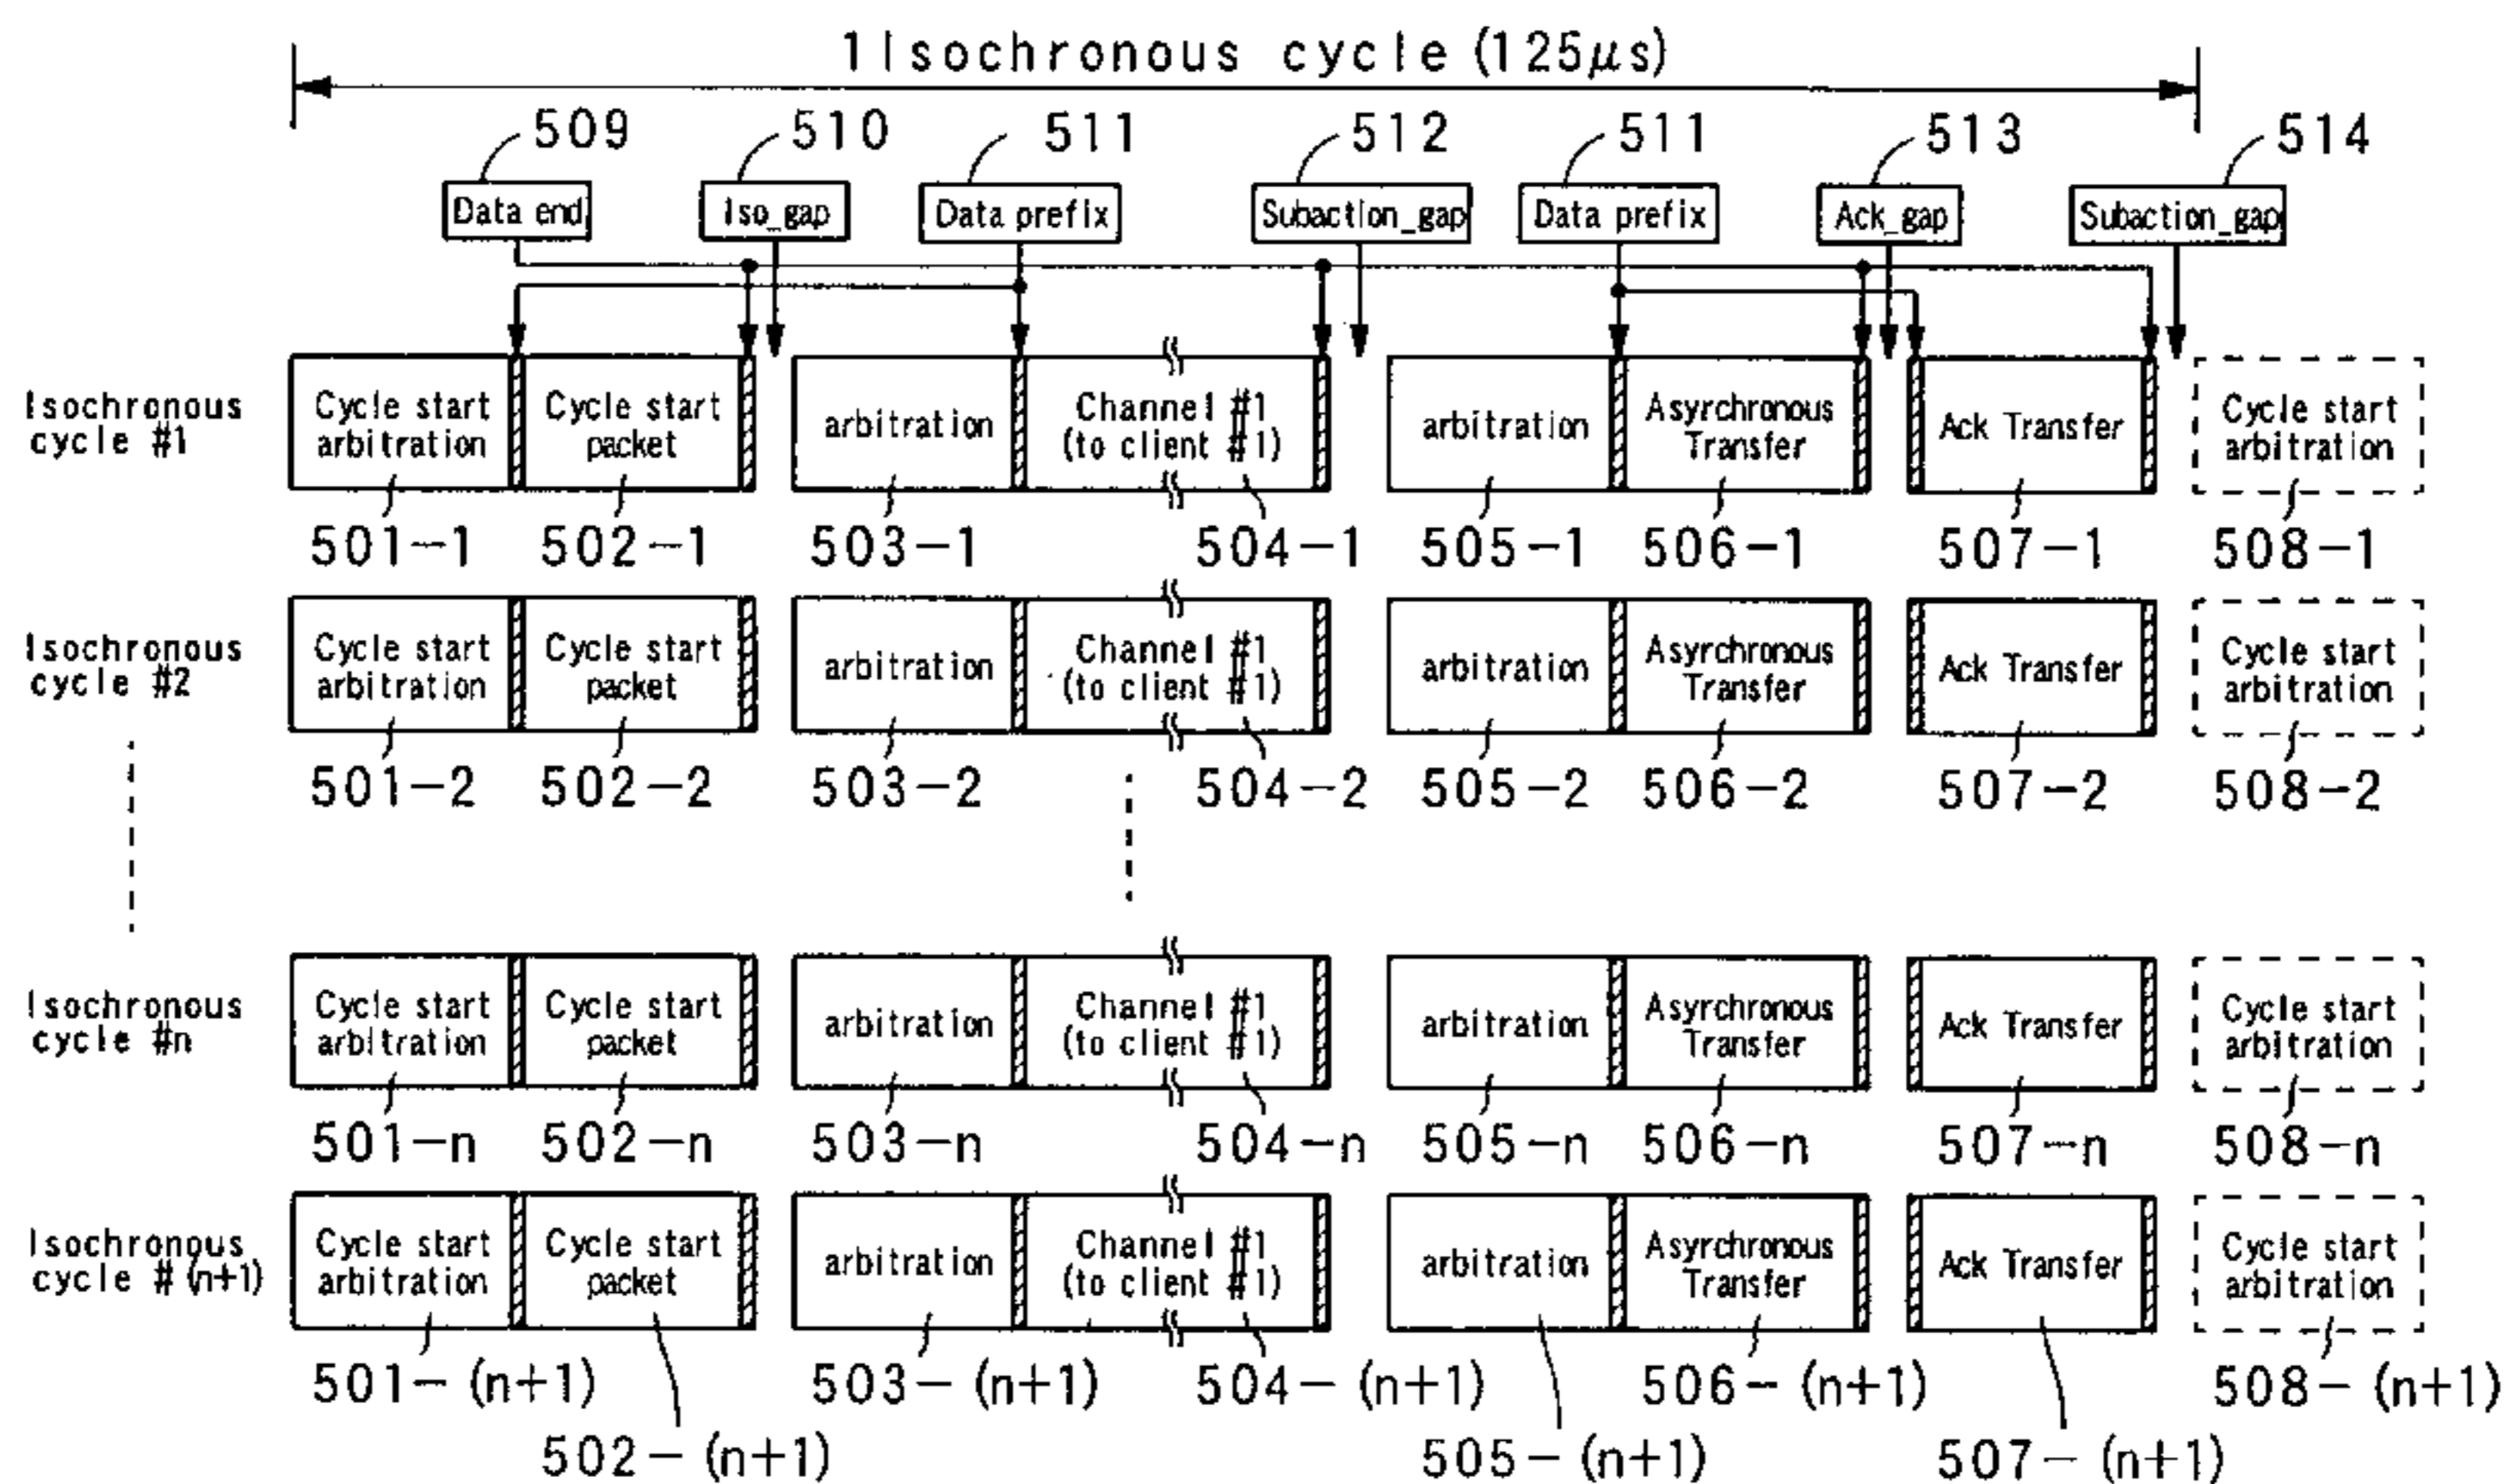 1 Isochronous cycle (125μs)
509 510 511 512 511 513 514
Data end Iso_gap Data prefix Subaction_gap Data prefix Ack_gap Subaction_gap
Isochronous
cycle #1
Cycle start
arbitration
Cycle start
packet
arbitration
Channel #1
(to client #1)
arbitration
Asyrchronous
Transfer
Ack Transfer
Cycle start
arbitration
501-1 502-1 503-1 504-1 505-1 506-1 507-1 508-1
Isochronous
cycle #2
Cycle start
arbitration
Cycle start
packet
arbitration
Channel #1
(to client #1)
arbitration
Asyrchronous
Transfer
Ack Transfer
Cycle start
arbitration
501-2 502-2 503-2 504-2 505-2 506-2 507-2 508-2
Isochronous
cycle #n
Cycle start
arbitration
Cycle start
packet
arbitration
Channel #1
(to client #1)
arbitration
Asyrchronous
Transfer
Ack Transfer
Cycle start
arbitration
501-n 502-n 503-n 504-n 505-n 506-n 507-n 508-n
Isochronous
cycle #(n+1)
Cycle start
arbitration
Cycle start
packet
arbitration
Channel #1
(to client #1)
arbitration
Asyrchronous
Transfer
Ack Transfer
Cycle start
arbitration
501-(n+1) 503-(n+1) 504-(n+1) 506-(n+1) 508-(n+1)
502-(n+1) 505-(n+1) 507-(n+1)